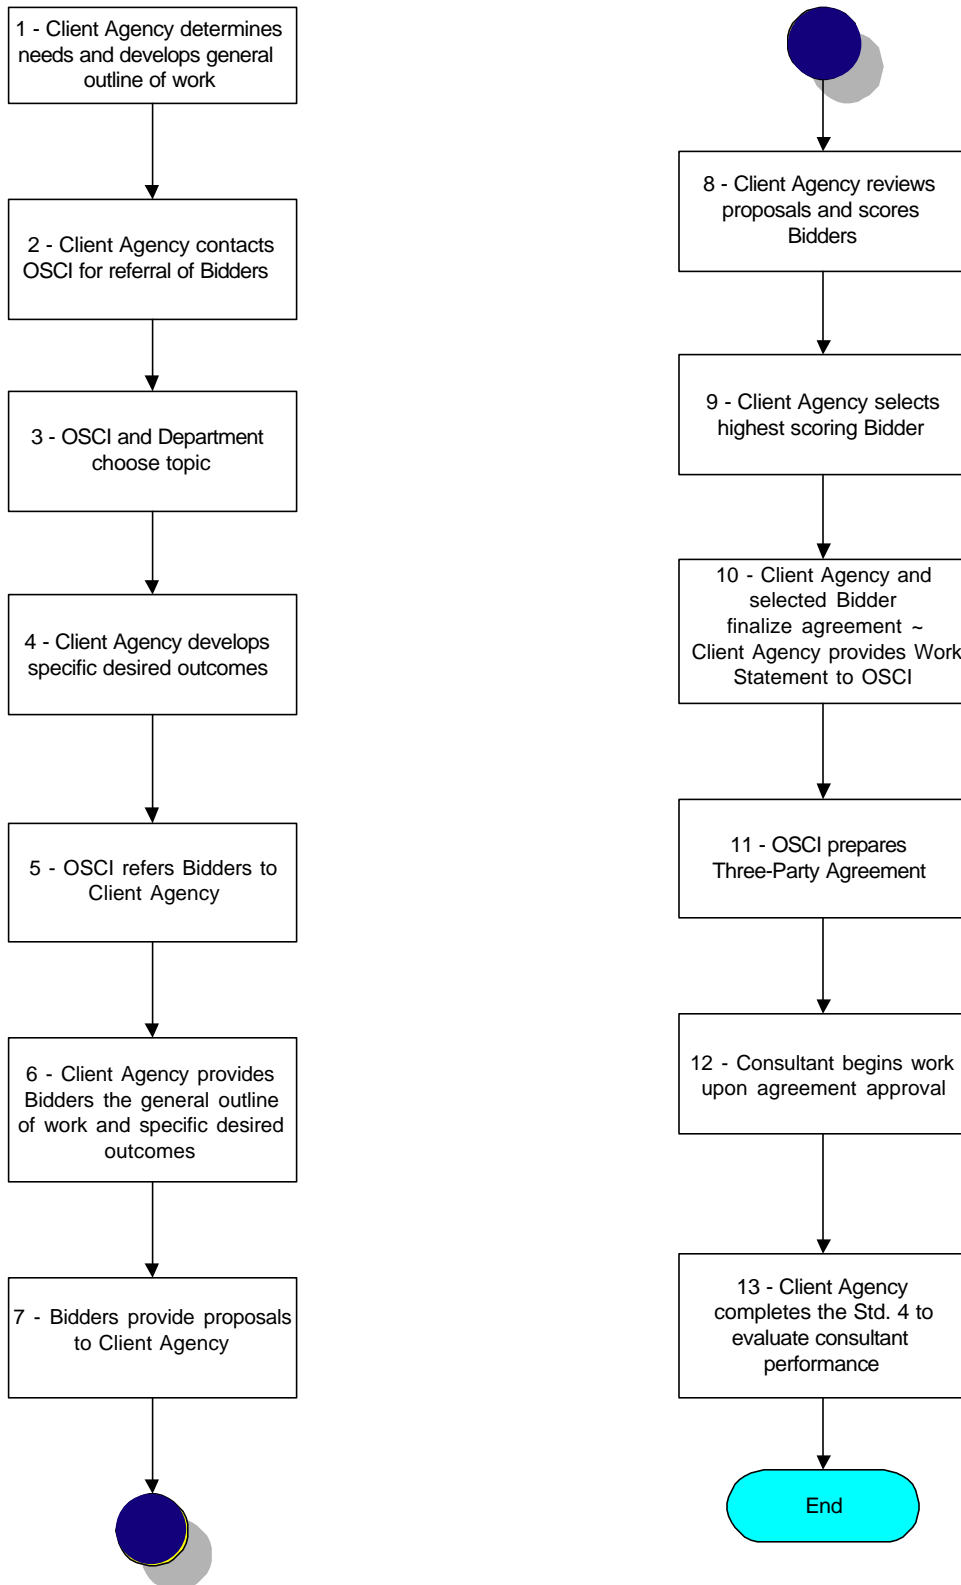 1 - Client Agency determines
needs and develops general
outline of work
2 - Client Agency contacts
OSCI for referral of Bidders
3 - OSCI and Department
choose topic
4 - Client Agency develops
specific desired outcomes
5 - OSCI refers Bidders to
Client Agency
6 - Client Agency provides
Bidders the general outline
of work and specific desired
outcomes
7 - Bidders provide proposals
to Client Agency
8 - Client Agency reviews
proposals and scores
Bidders
9 - Client Agency selects
highest scoring Bidder
10 - Client Agency and
selected Bidder
finalize agreement ~
Client Agency provides Work
Statement to OSCI
11 - OSCI prepares
Three-Party Agreement
12 - Consultant begins work
upon agreement approval
13 - Client Agency
completes the Std. 4 to
evaluate consultant
performance
End